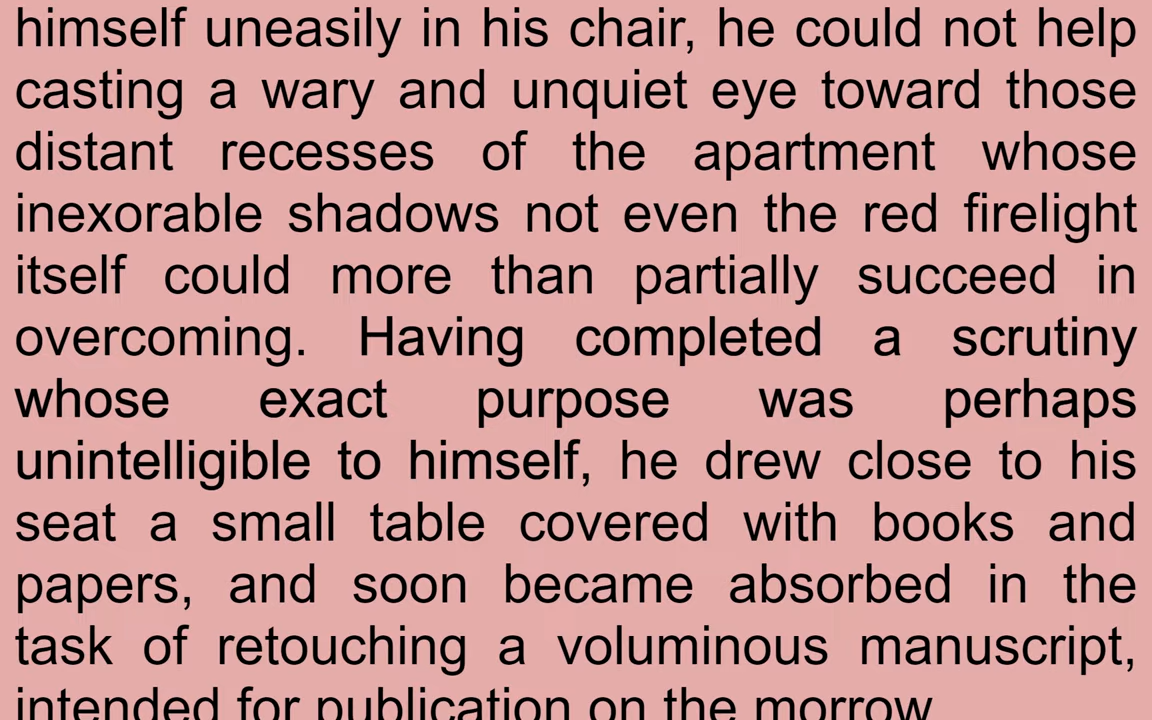 himself uneasily in his chair, he could not help
casting a wary and unquiet eye toward those
distant recesses of the apartment whose
inexorable shadows not even the red firelight
itself could more than partially succeed in
overcoming. Having completed a scrutiny
whose exact purpose was perhaps
unintelligible to himself, he drew close to his
seat a small table covered with books and
papers, and soon became absorbed in the
task of retouching a voluminous manuscript,
intended for publication on the morrow